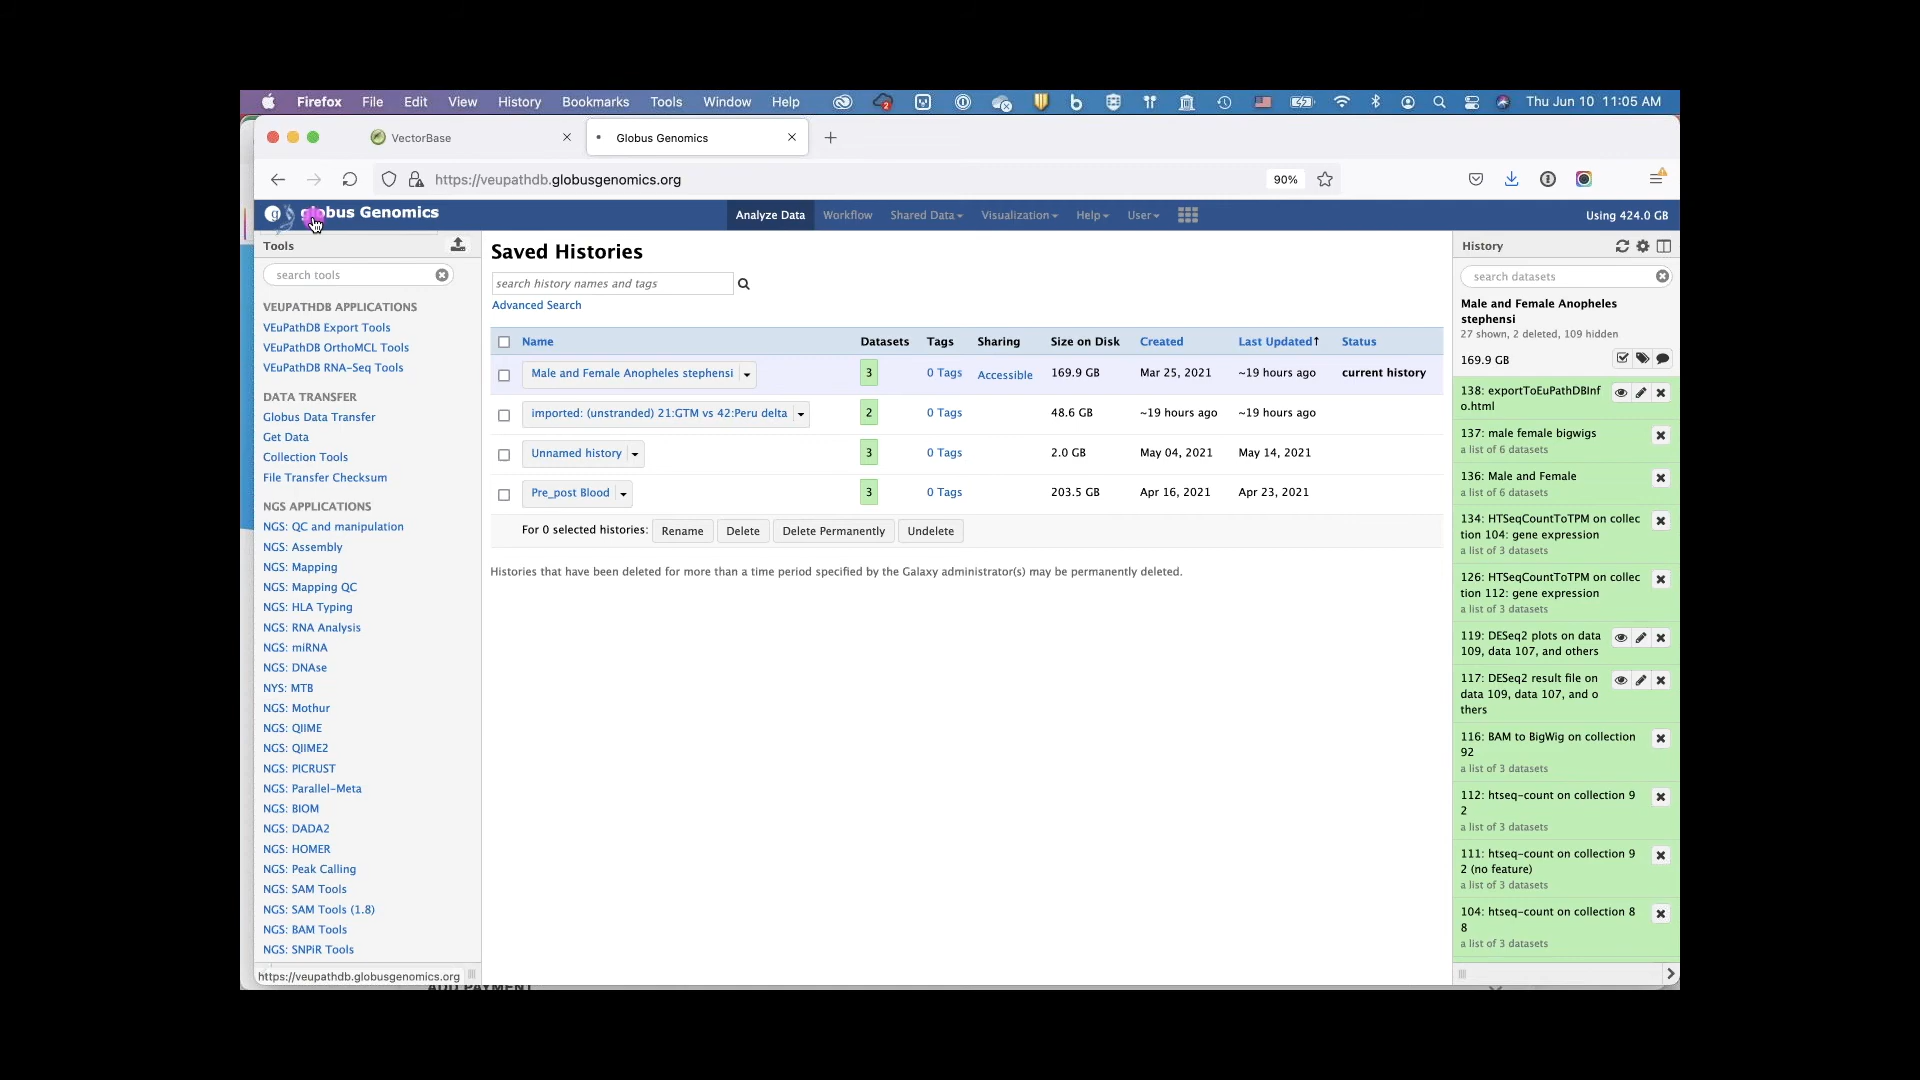 Firefox File Edit View History Bookmarks Tools Window Help 2 Thu Jun 10 11:05 AM
VectorBase Globus Genomics
https://veupathdb.globusgenomics.org 90%
globus Genomics Analyze Data Workflow Shared Data Visualization Help User Using 424.0 GB
Tools
search tools
VEUPATHDB APPLICATIONS
VEuPathDB Export Tools
VEuPathDB OrthoMCL Tools
VEuPathDB RNA-Seq Tools
DATA TRANSFER
Globus Data Transfer
Get Data
Collection Tools
File Transfer Checksum
NGS APPLICATIONS
NGS: QC and manipulation
NGS: Assembly
NGS: Mapping
NGS: Mapping QC
NGS: HLA Typing
NGS: RNA Analysis
NGS: miRNA
NGS: DNAse
NYS: MTB
NGS: Mothur
NGS: QIIME
NGS: QIIME2
NGS: PICRUST
NGS: Parallel-Meta
NGS: BIOM
NGS: DADA2
NGS: HOMER
NGS: Peak Calling
NGS: SAM Tools
NGS: SAM Tools (1.8)
NGS: BAM Tools
NGS: SNPiR Tools
https://veupathdb.globusgenomics.org
ADD PAYMENT
Saved Histories
search history names and tags
Advanced Search
Name Datasets Tags Sharing Size on Disk Created Last Updated↑ Status
Male and Female Anopheles stephensi 3 0 Tags Accessible 169.9 GB Mar 25, 2021 ~19 hours ago current history
imported: (unstranded) 21:GTM vs 42:Peru delta 2 0 Tags 48.6 GB ~19 hours ago ~19 hours ago
Unnamed history 3 0 Tags 2.0 GB May 04, 2021 May 14, 2021
Pre_post Blood 3 0 Tags 203.5 GB Apr 16, 2021 Apr 23, 2021
For 0 selected histories: Rename Delete Delete Permanently Undelete
Histories that have been deleted for more than a time period specified by the Galaxy administrator(s) may be permanently deleted.
History
search datasets
Male and Female Anopheles
stephensi
27 shown, 2 deleted, 109 hidden
169.9 GB
138: exportToEuPathDBInf
o.html
137: male female bigwigs
a list of 6 datasets
136: Male and Female
a list of 6 datasets
134: HTSeqCountToTPM on collec
tion 104: gene expression
a list of 3 datasets
126: HTSeqCountToTPM on collec
tion 112: gene expression
a list of 3 datasets
119: DESeq2 plots on data
109, data 107, and others
117: DESeq2 result file on
data 109, data 107, and o
thers
116: BAM to BigWig on collection
92
a list of 3 datasets
112: htseq-count on collection 9
2
a list of 3 datasets
111: htseq-count on collection 9
2 (no feature)
a list of 3 datasets
104: htseq-count on collection 8
8
a list of 3 datasets